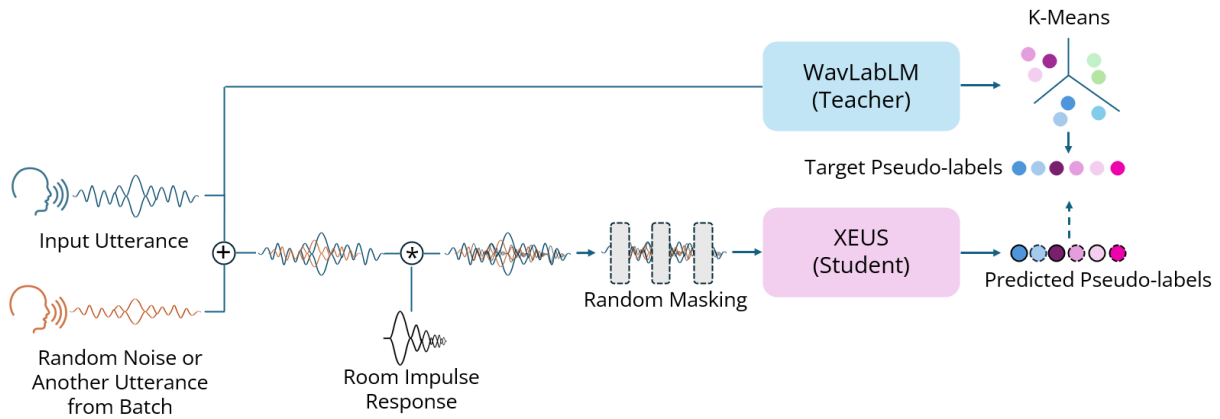 K-Means
WavLabLM
(Teacher)
Target Pseudo-labels
Input Utterance
+
*
XEUS
(Student)
Random Masking
Predicted Pseudo-labels
Random Noise or
Another Utterance
from Batch
Room Impulse
Response